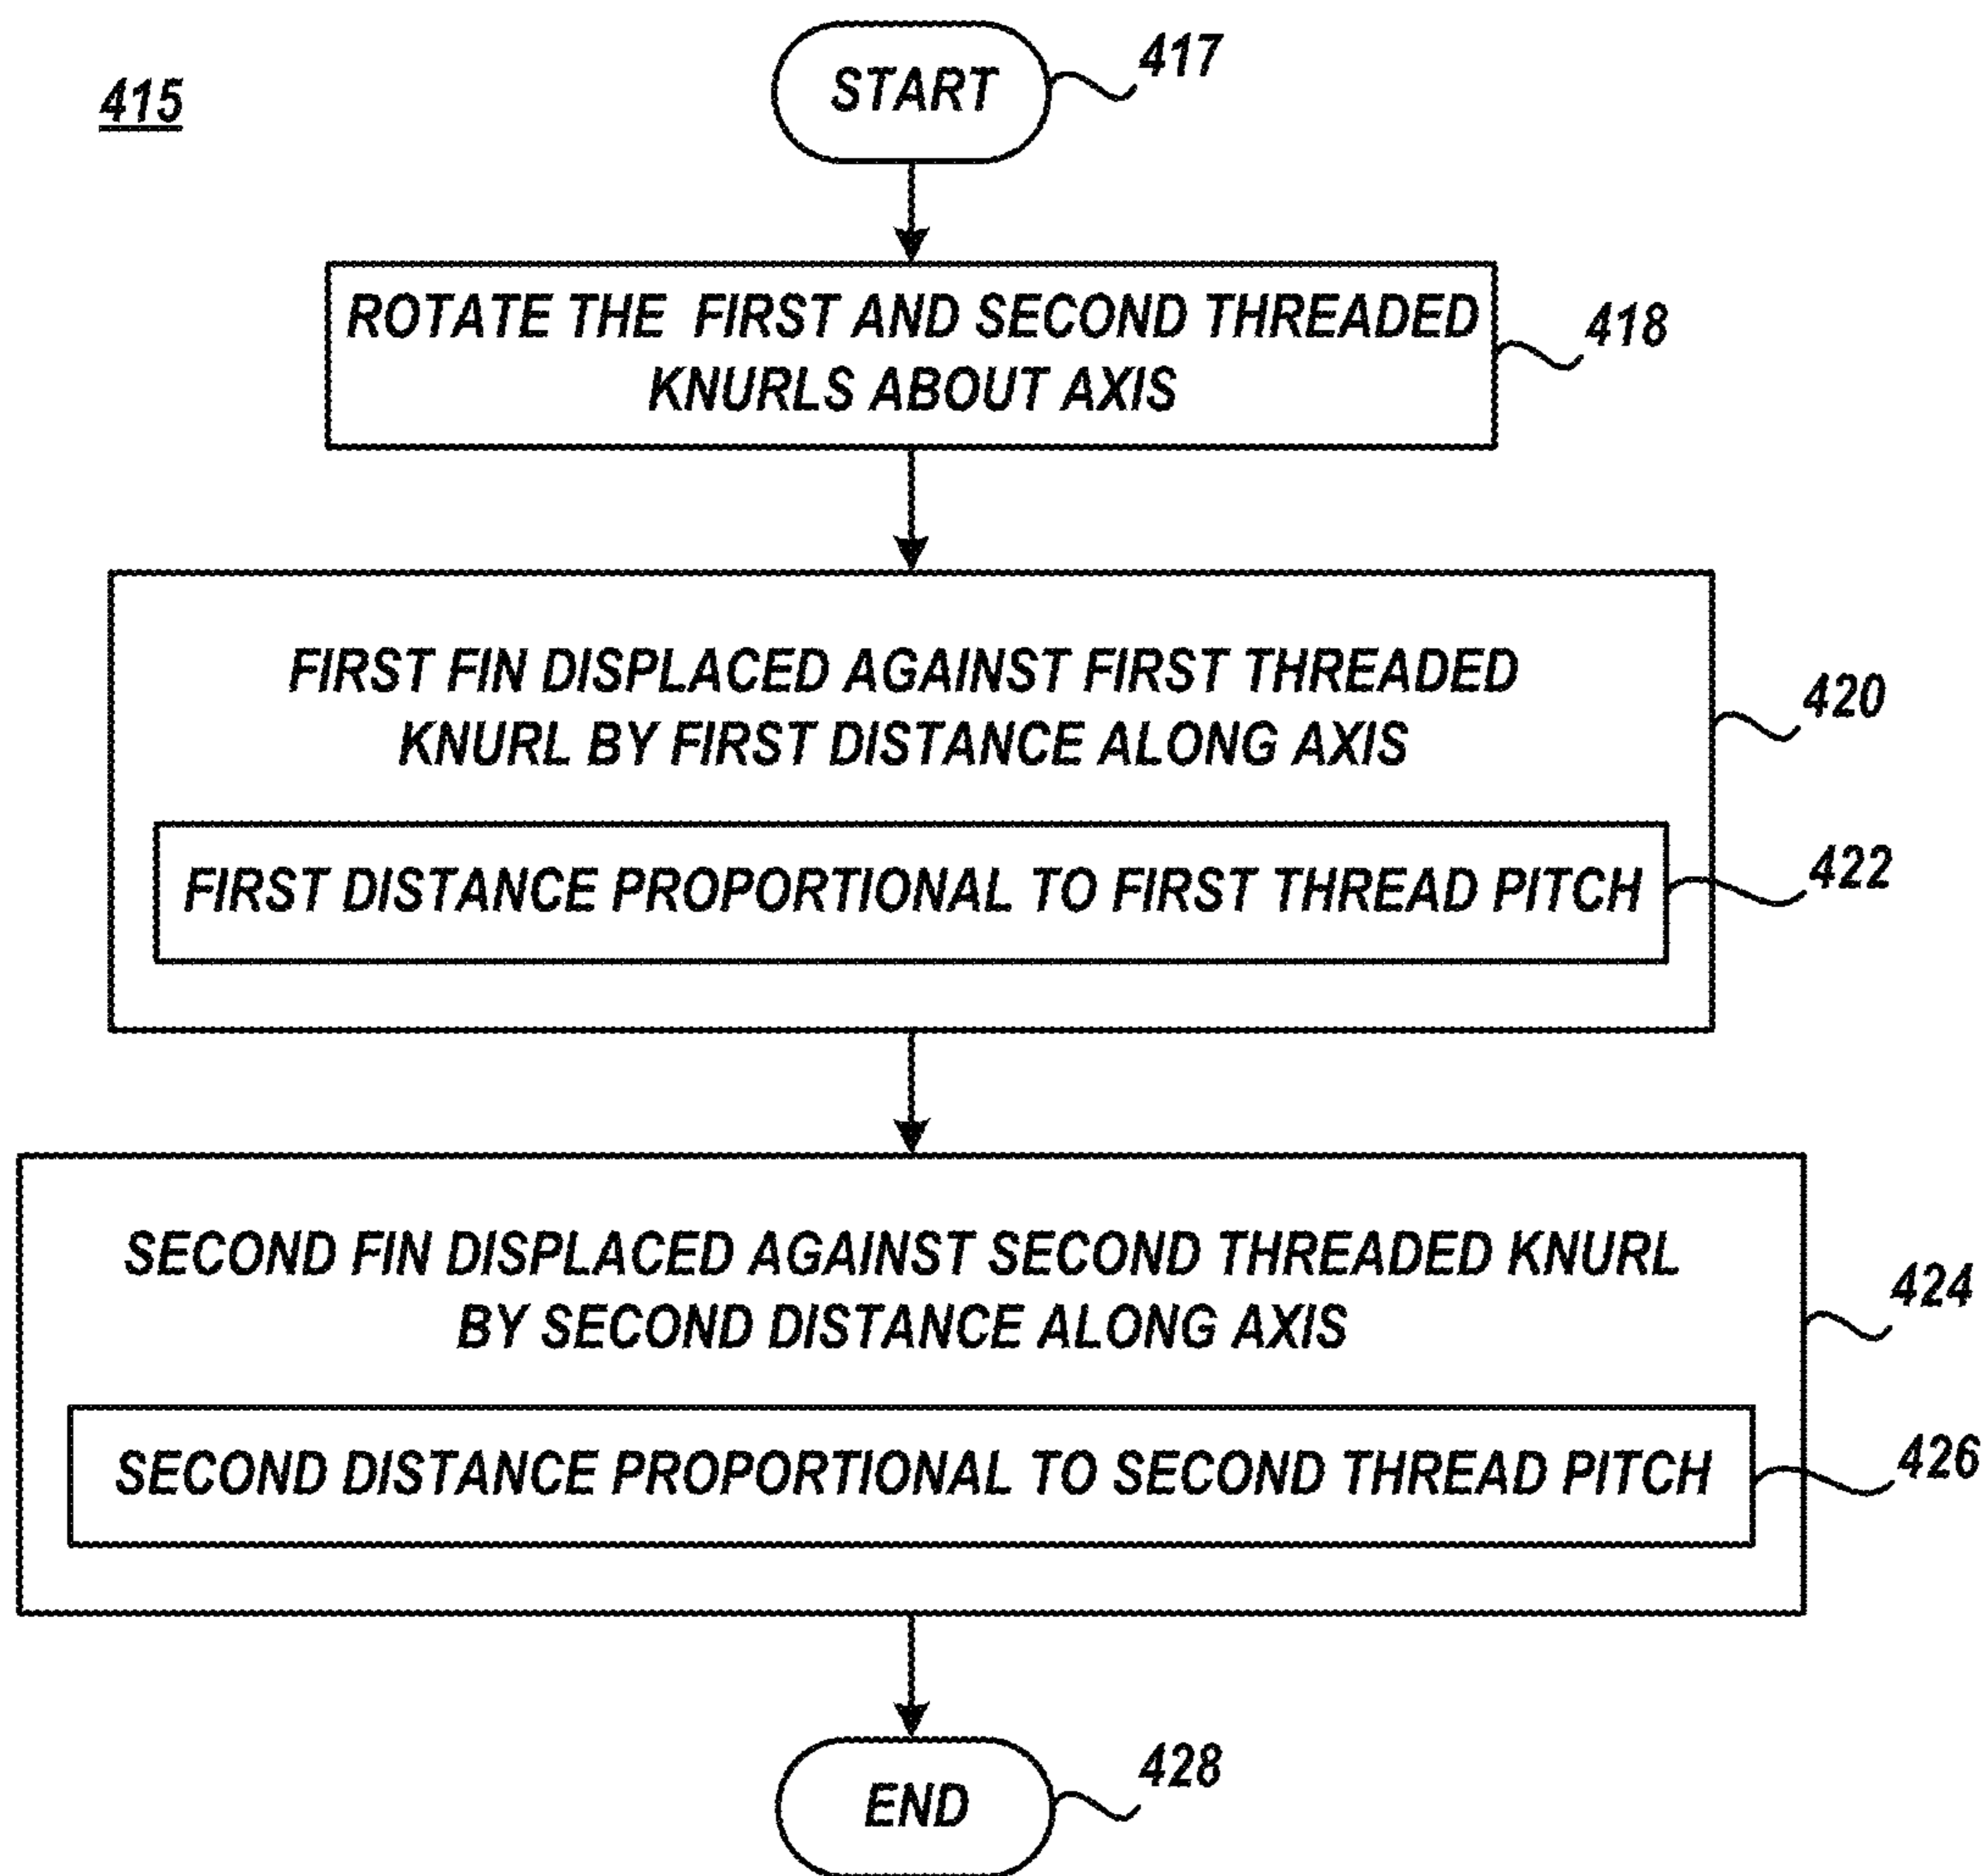 415
START
417
ROTATE THE FIRST AND SECOND THREADED
KNURLS ABOUT AXIS
418
FIRST FIN DISPLACED AGAINST FIRST THREADED
KNURL BY FIRST DISTANCE ALONG AXIS
420
FIRST DISTANCE PROPORTIONAL TO FIRST THREAD PITCH
422
SECOND FIN DISPLACED AGAINST SECOND THREADED KNURL
BY SECOND DISTANCE ALONG AXIS
424
SECOND DISTANCE PROPORTIONAL TO SECOND THREAD PITCH
426
END
428